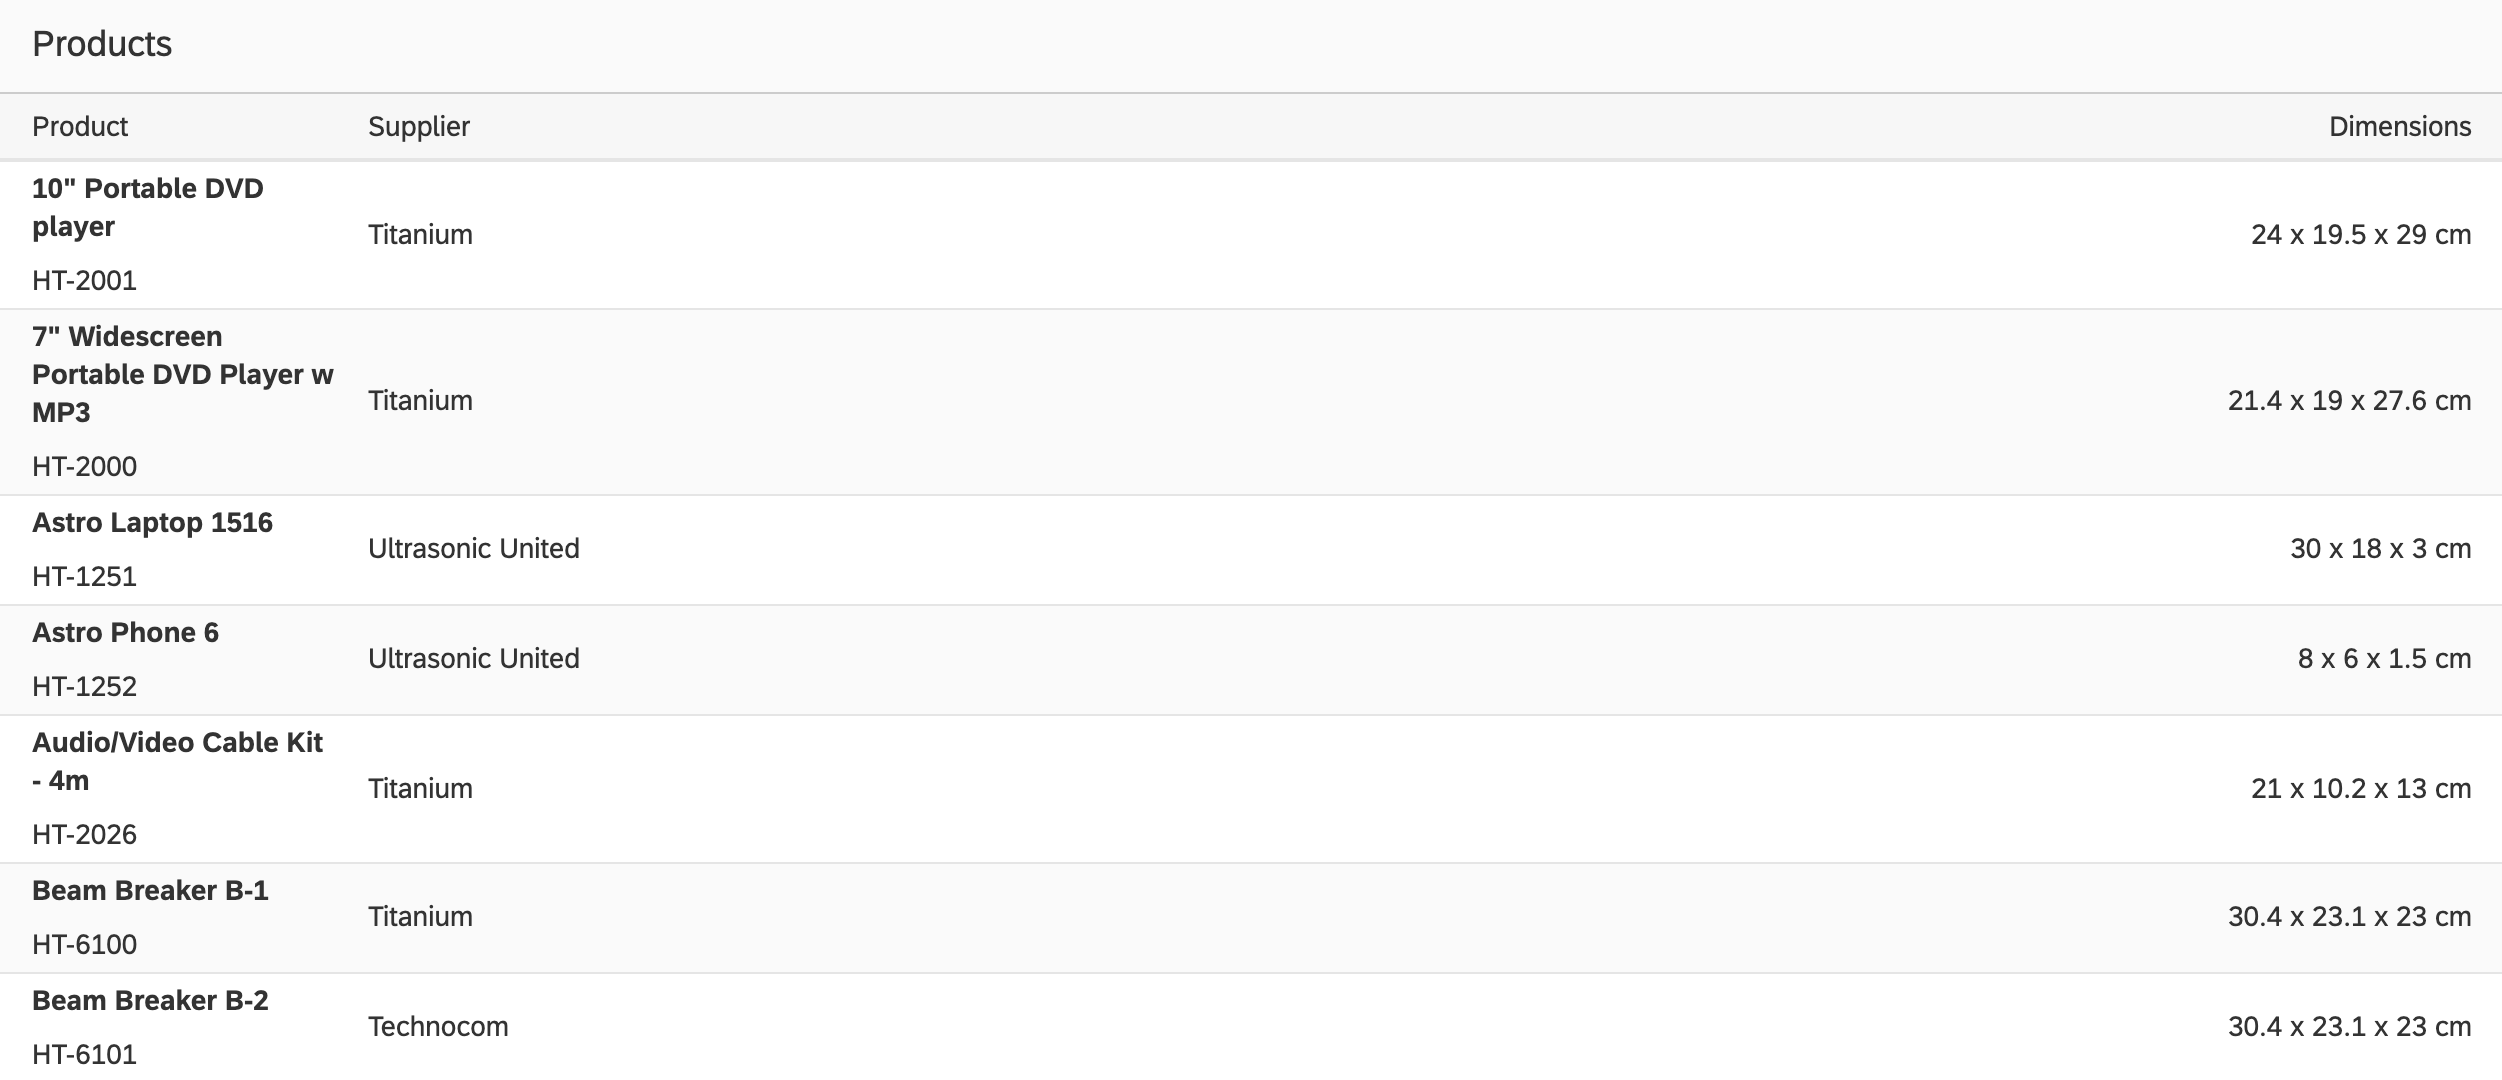 Products
Product Supplier Dimensions
10" Portable DVD
player
HT-2001
Titanium
24 x 19.5 x 29 cm
7" Widescreen
Portable DVD Player w
MP3
HT-2000
Titanium
21.4 x 19 x 27.6 cm
Astro Laptop 1516
HT-1251
Ultrasonic United
30 x 18 x 3 cm
Astro Phone 6
HT-1252
Ultrasonic United
8 x 6 x 1.5 cm
Audio/Video Cable Kit
- 4m
HT-2026
Titanium
21 x 10.2 x 13 cm
Beam Breaker B-1
HT-6100
Titanium
30.4 x 23.1 x 23 cm
Beam Breaker B-2
HT-6101
Technocom
30.4 x 23.1 x 23 cm